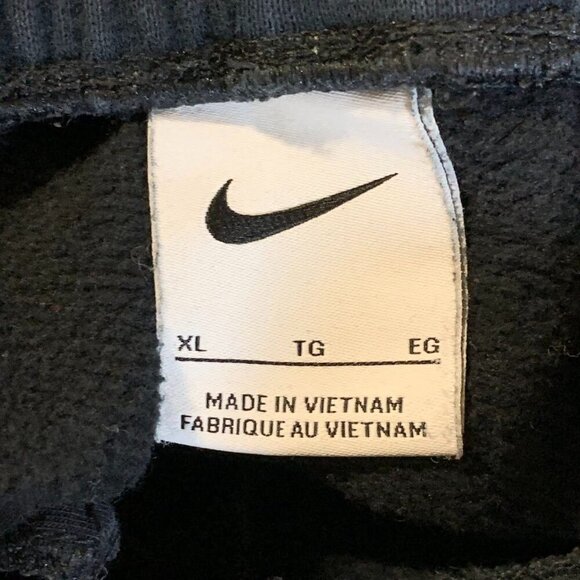 XL TG EG
MADE IN VIETNAM
FABRIQUE AU VIETNAM